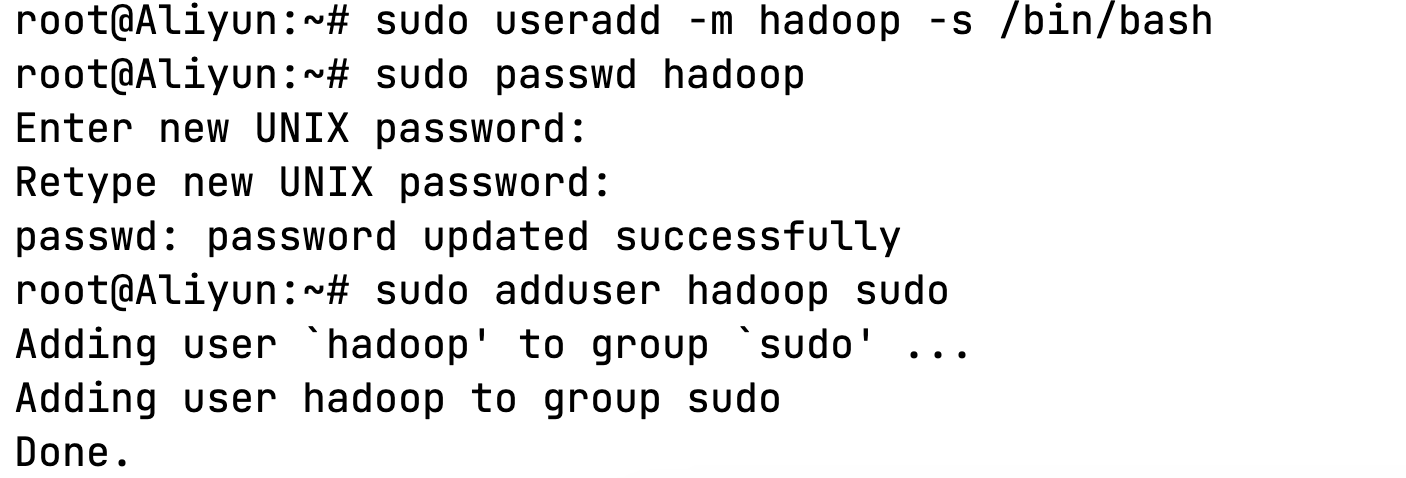 root@Aliyun:~# sudo useradd -m hadoop -s /bin/bash
root@Aliyun:~# sudo passwd hadoop
Enter new UNIX password:
Retype new UNIX password:
passwd: password updated successfully
root@Aliyun:~# sudo adduser hadoop sudo
Adding user `hadoop' to group `sudo' ...
Adding user hadoop to group sudo
Done.